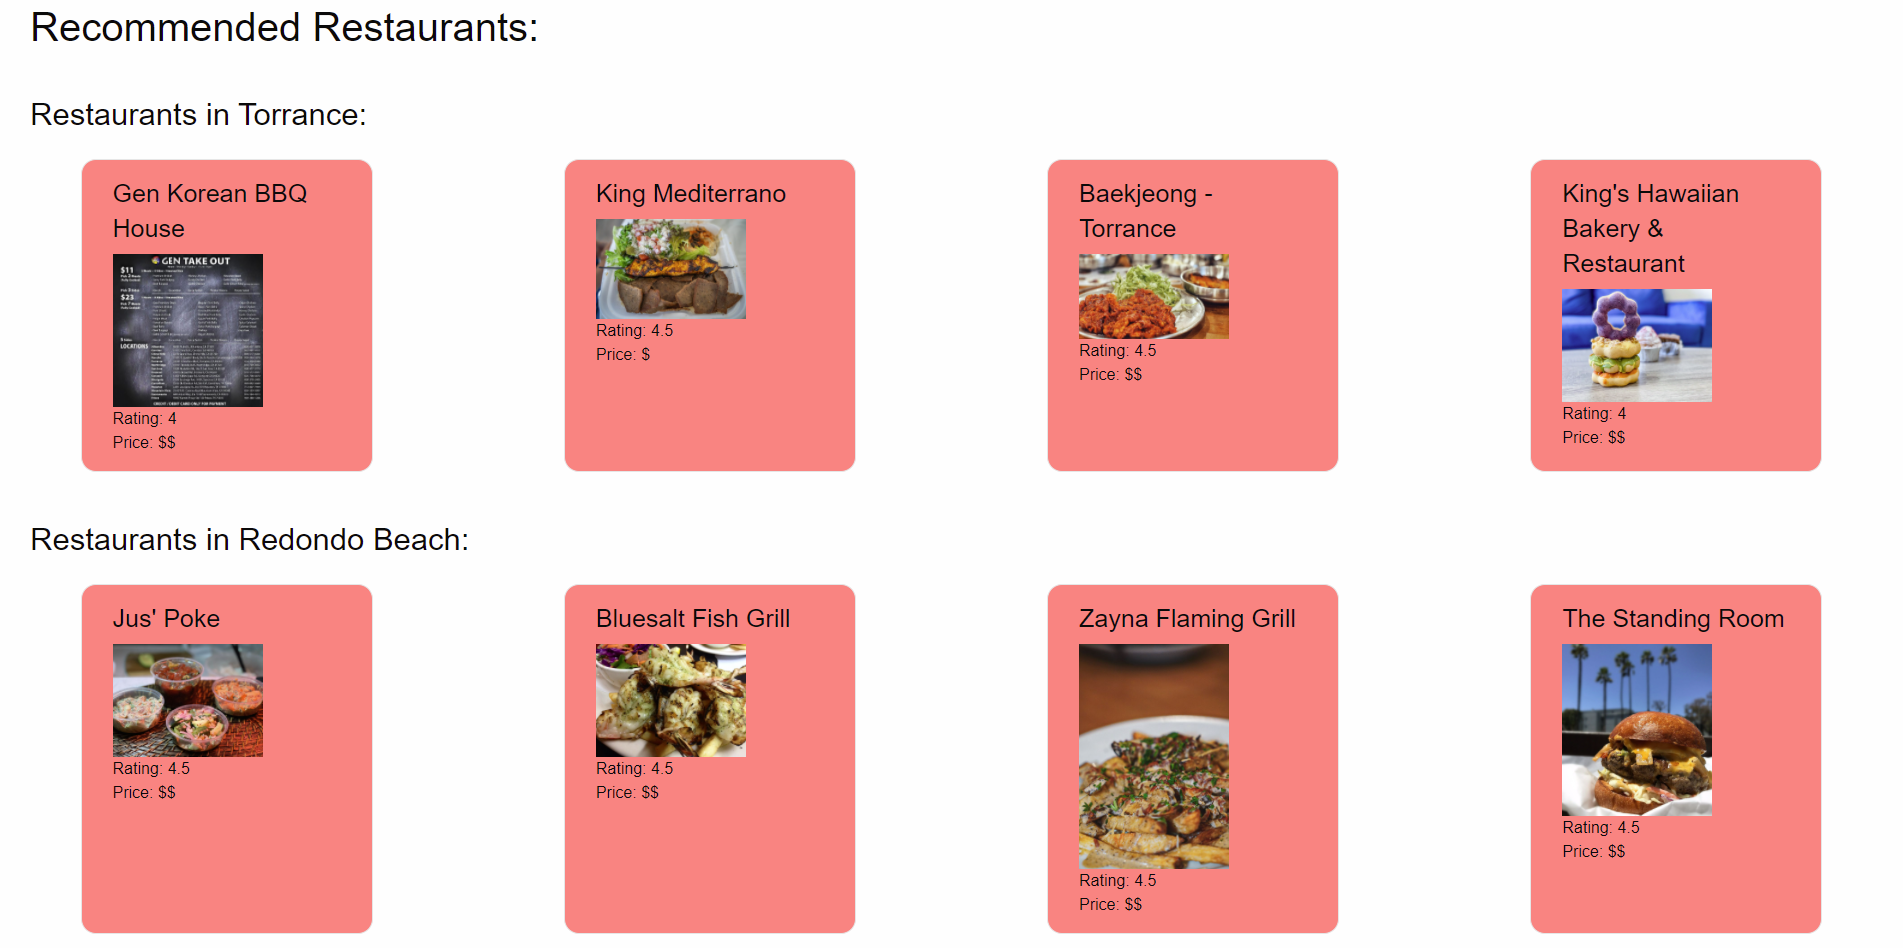 Recommended Restaurants:
Restaurants in Torrance:
Gen Korean BBQ
House
GEN TAKE OUT
$11
$23
LOCATIONS
Rating: 4
Price: $$
King Mediterrano
Rating: 4.5
Price: $
Baekjeong -
Torrance
Rating: 4.5
Price: $$
King's Hawaiian
Bakery &
Restaurant
Rating: 4
Price: $$
Restaurants in Redondo Beach:
Jus' Poke
Rating: 4.5
Price: $$
Bluesalt Fish Grill
Rating: 4.5
Price: $$
Zayna Flaming Grill
Rating: 4.5
Price: $$
The Standing Room
Rating: 4.5
Price: $$